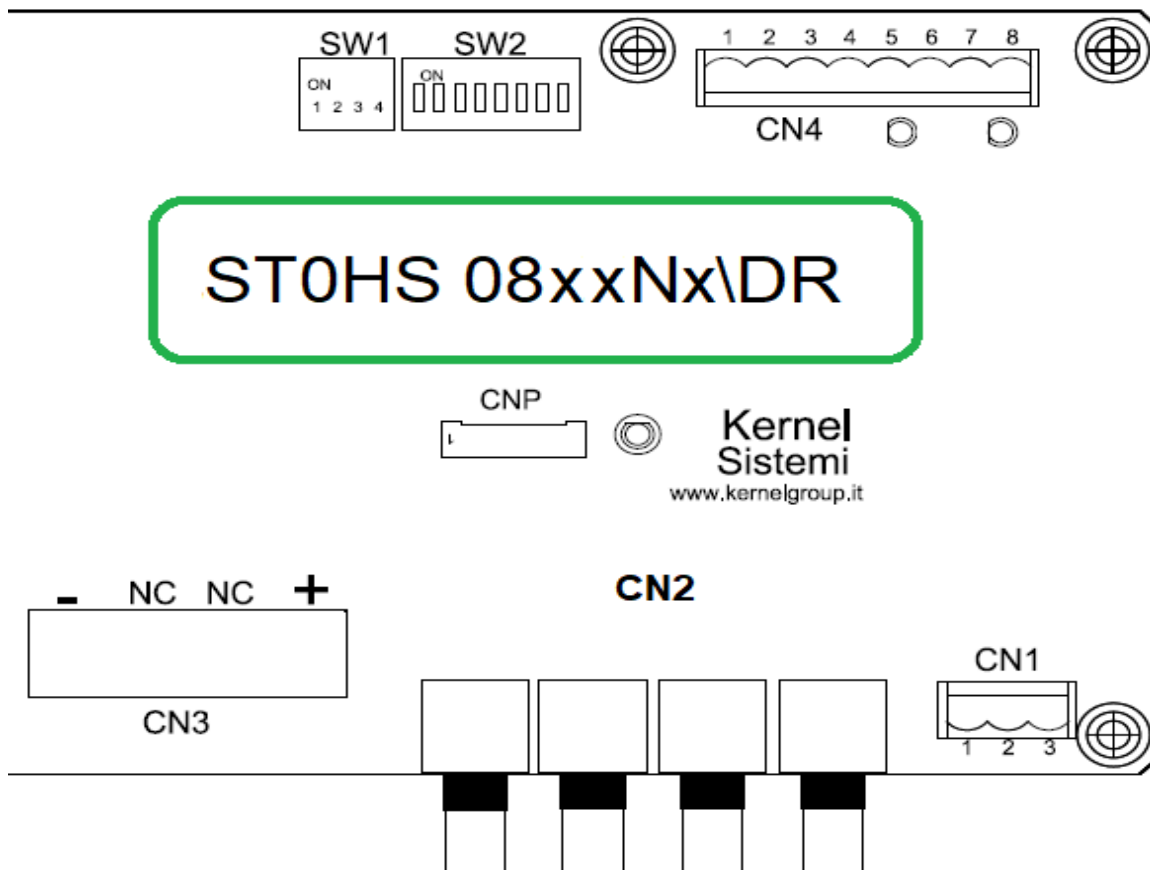 SW1 SW2
ON
1 2 3 4
ON
1 2 3 4 5 6 7 8
CN4
ST0HS 08xxNx\DR
CNP
1
Kernel
Sistemi
www.kernelgroup.it
- NC NC +
CN2
CN3
CN1
1 2 3